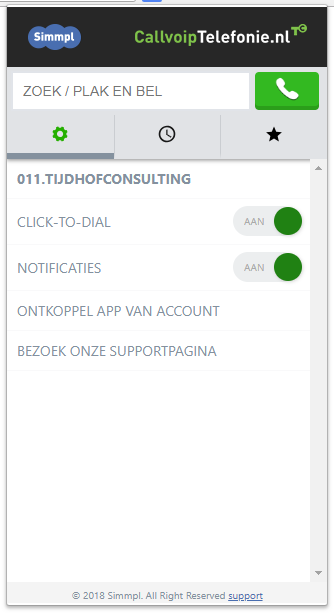 Simmpl
CallvoipTelefonie.nl TC
ZOEK / PLAK EN BEL
011.TIJDHOFCONSULTING
CLICK-TO-DIAL
AAN
NOTIFICATIES
AAN
ONTKOPPEL APP VAN ACCOUNT
BEZOEK ONZE SUPPORTPAGINA
© 2018 Simmpl. All Right Reserved support